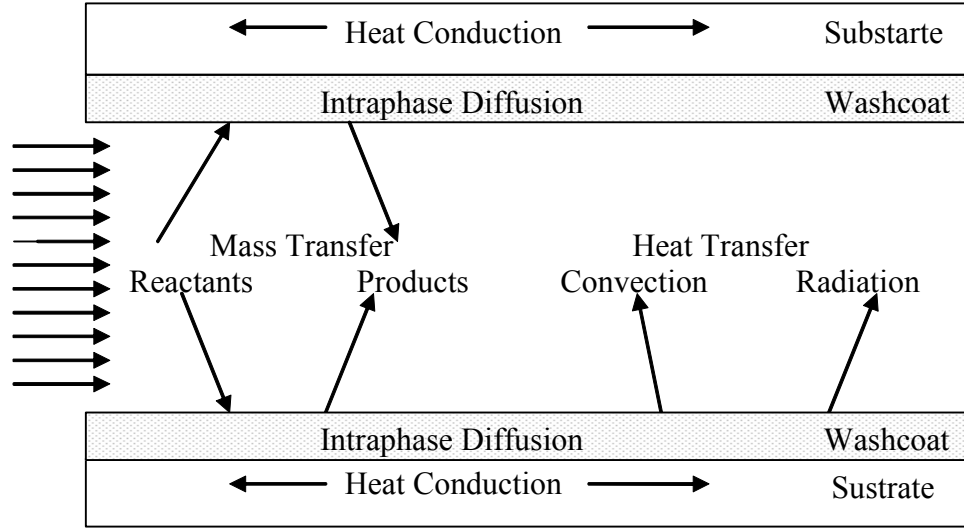 Heat Conduction Substarte
Intraphase Diffusion Washcoat
Mass Transfer Heat Transfer
Reactants Products Convection Radiation
Intraphase Diffusion Washcoat
Heat Conduction Sustrate